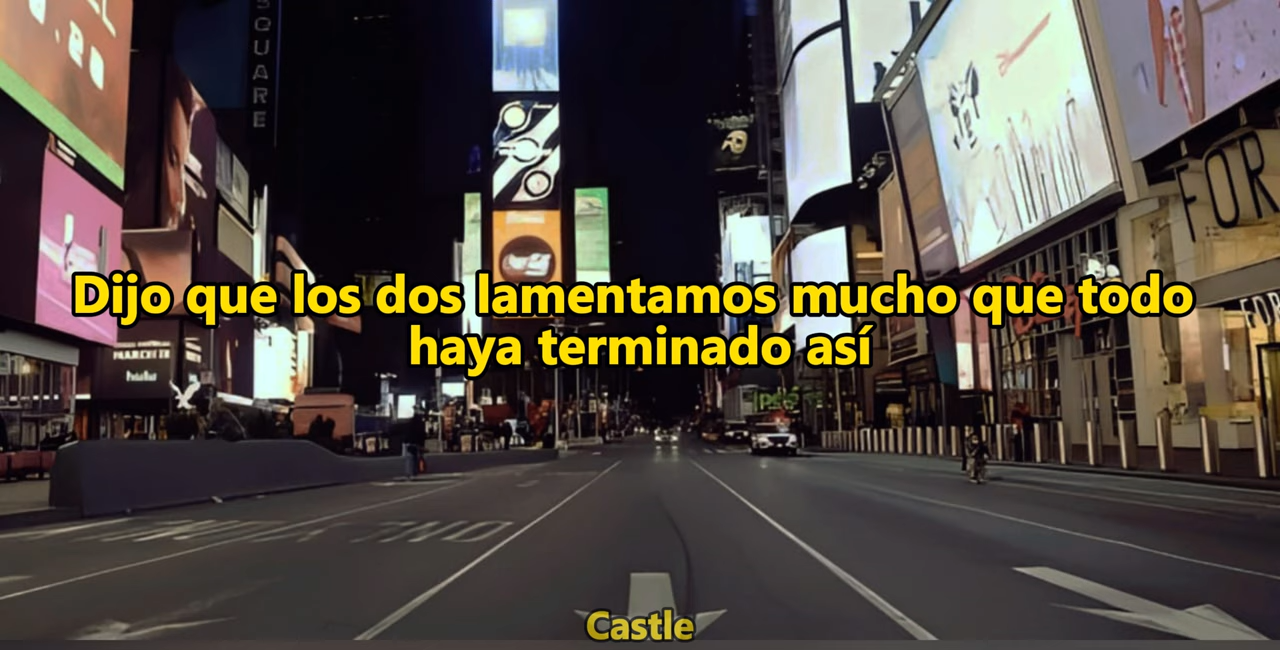 SQUARE
FOR
Dijo que los dos lamentamos mucho que todo
haya terminado así
Castle